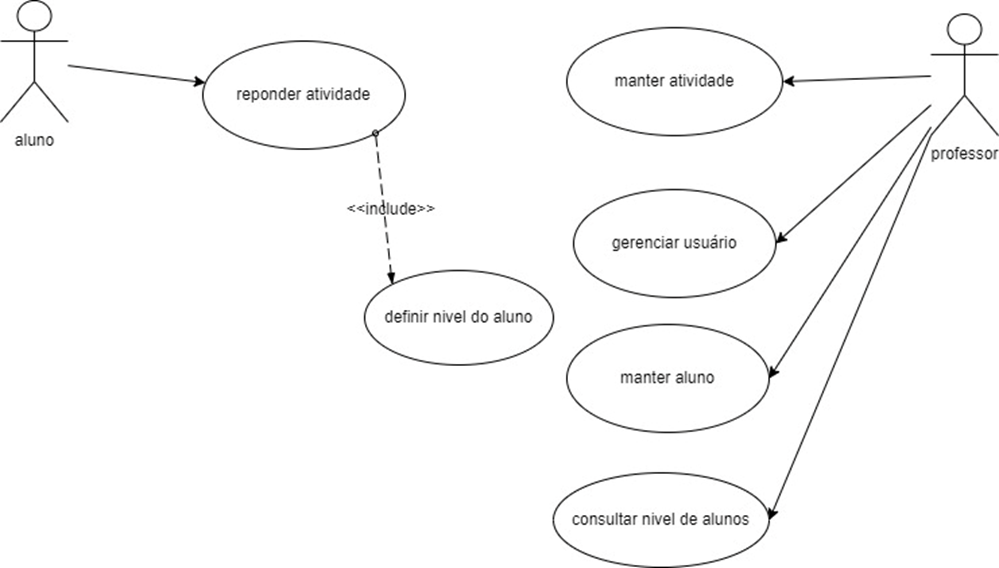 reponder atividade
manter atividade
aluno
professor
<<include>>
gerenciar usuário
definir nivel do aluno
manter aluno
consultar nivel de alunos